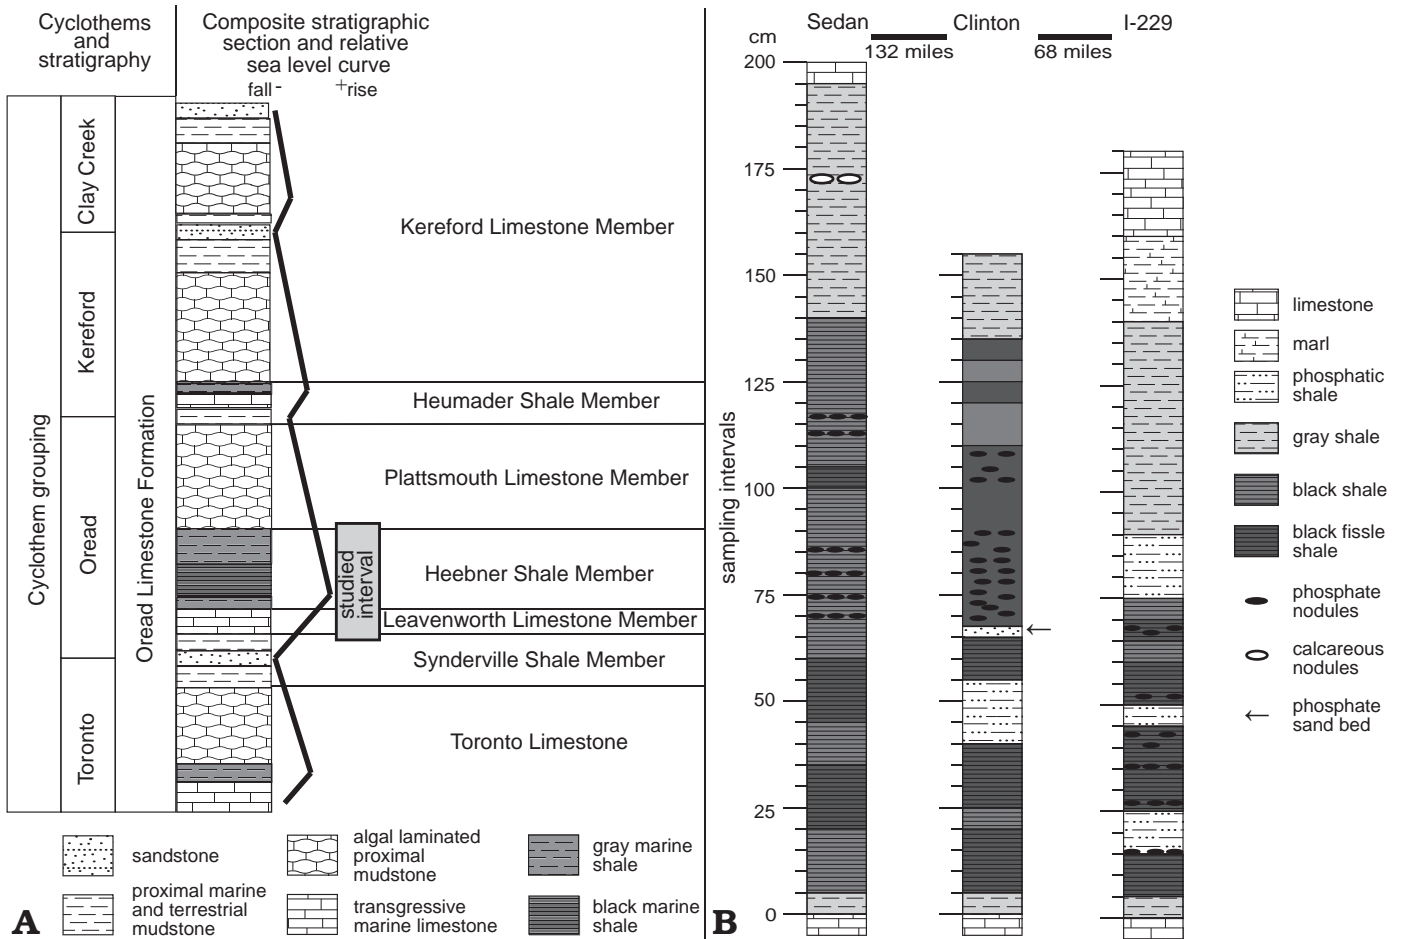 Cyclothems
and
stratigraphy
Composite stratigraphic
section and relative
sea level curve
fall -
+rise
Cyclothem grouping
Clay Creek
Kereford
Oread
Toronto
Oread Limestone Formation
Kereford Limestone Member
Heumader Shale Member
Plattsmouth Limestone Member
studied
interval
Heebner Shale Member
Leavenworth Limestone Member
Synderville Shale Member
Toronto Limestone
sandstone
proximal marine
and terrestrial
mudstone
algal laminated
proximal
mudstone
transgressive
marine limestone
gray marine
shale
black marine
shale
A
B
Sedan
Clinton
I-229
132 miles
68 miles
cm
200
175
150
125
100
75
50
25
0
sampling intervals
limestone
marl
phosphatic
shale
gray shale
black shale
black fissle
shale
phosphate
nodules
calcareous
nodules
phosphate
sand bed